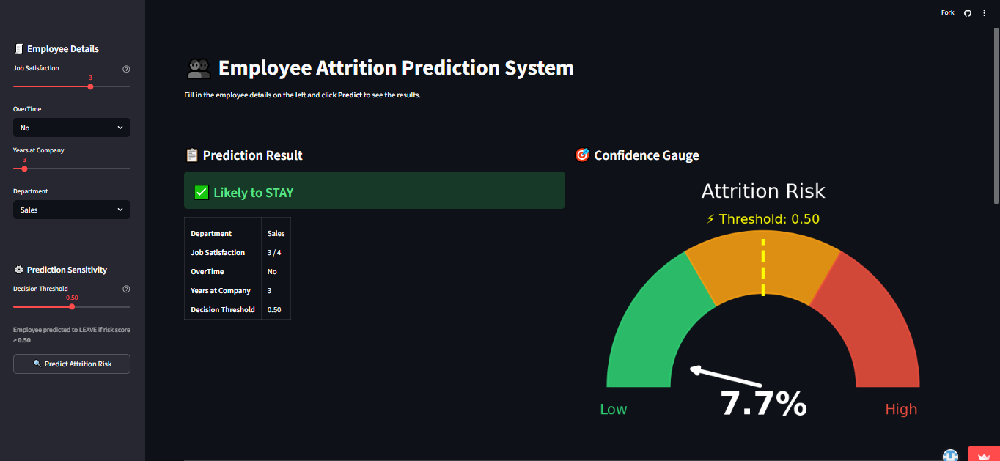 Fork
Employee Details
Job Satisfaction
3
OverTime
No
Years at Company
3
Department
Sales
Prediction Sensitivity
Decision Threshold
0.50
Employee predicted to LEAVE if risk score
≥ 0.50
Predict Attrition Risk
Employee Attrition Prediction System
Fill in the employee details on the left and click Predict to see the results.
Prediction Result
Likely to STAY
Department Sales
Job Satisfaction 3 / 4
OverTime No
Years at Company 3
Decision Threshold 0.50
Confidence Gauge
Attrition Risk
⚡ Threshold: 0.50
7.7%
Low
High